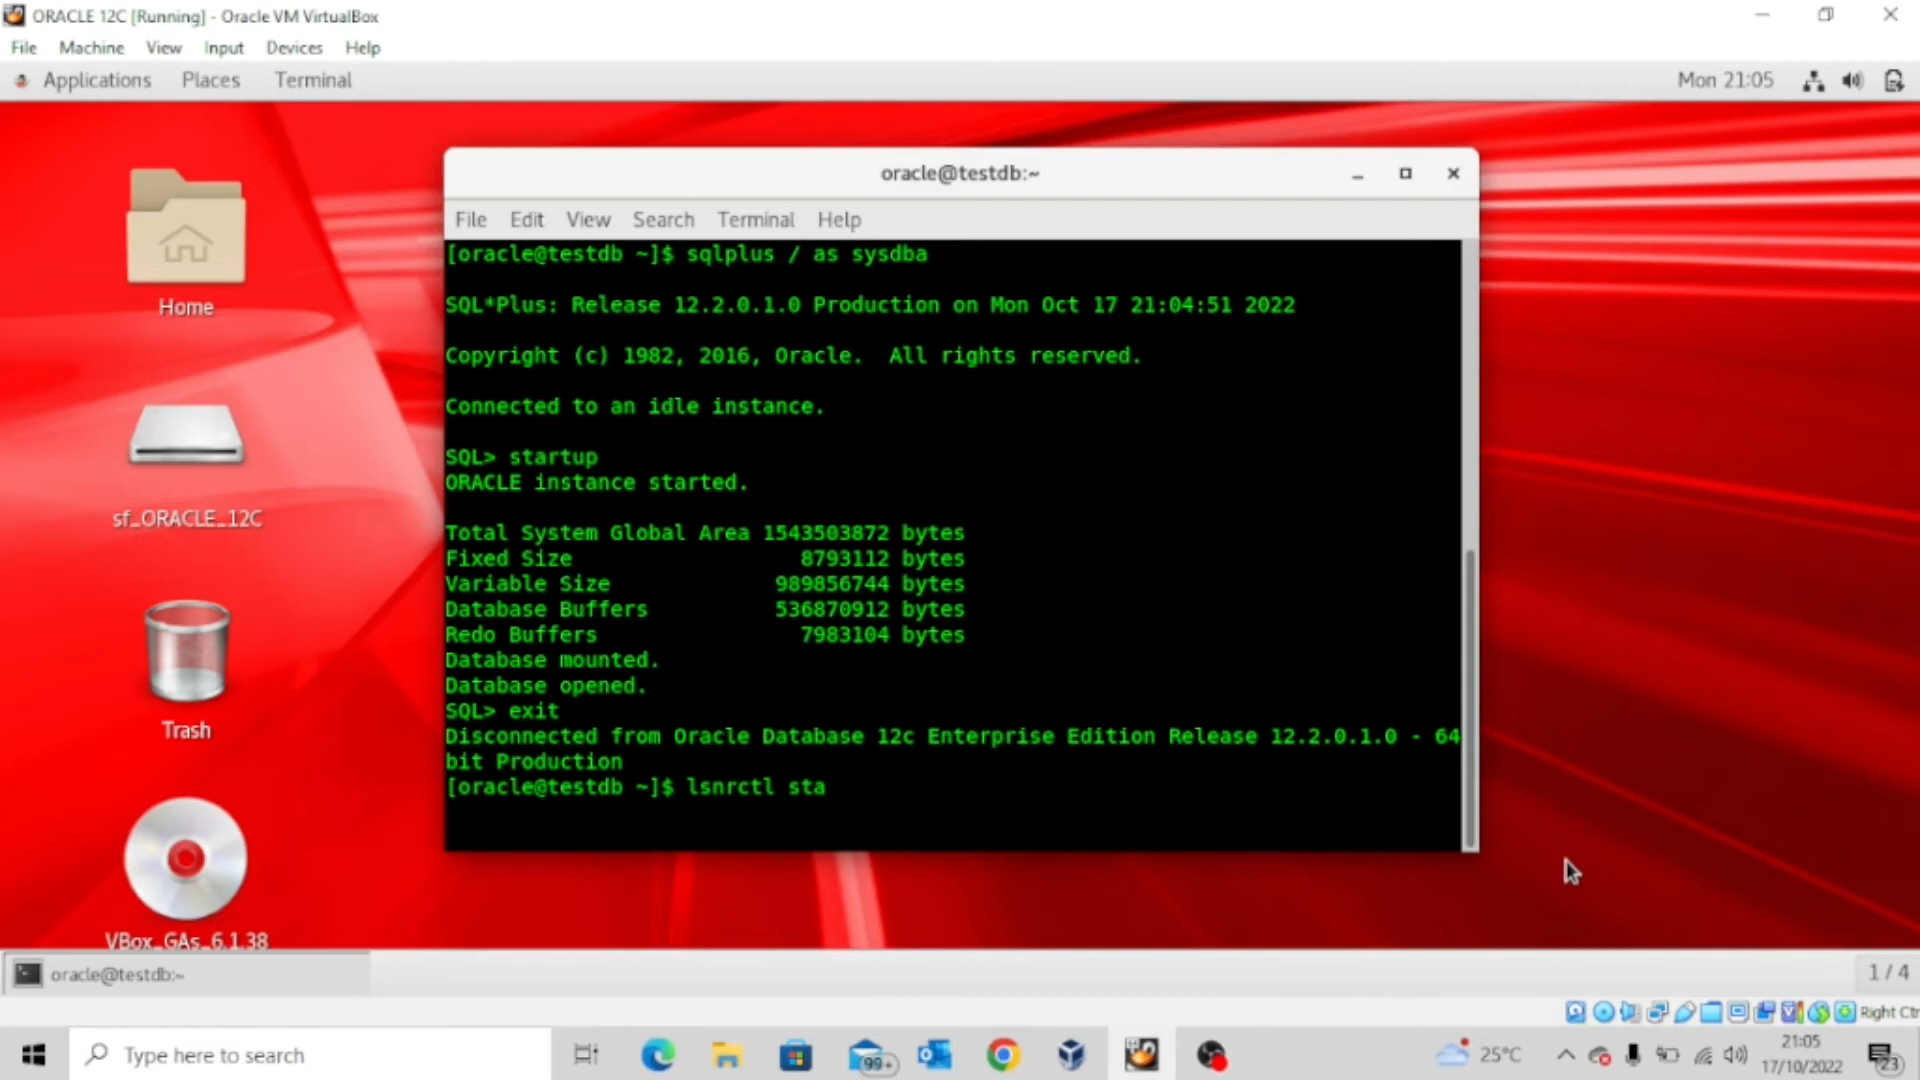 ORACLE 12C [Running] - Oracle VM VirtualBox
File Machine View Input Devices Help
Applications Places Terminal Mon 21:05
Home
sf_ORACLE_12C
Trash
VBox_GAs_6.1.38
oracle@testdb:~
File Edit View Search Terminal Help
[oracle@testdb ~]$ sqlplus / as sysdba
SQL*Plus: Release 12.2.0.1.0 Production on Mon Oct 17 21:04:51 2022
Copyright (c) 1982, 2016, Oracle.  All rights reserved.
Connected to an idle instance.
SQL> startup
ORACLE instance started.
Total System Global Area 1543503872 bytes
Fixed Size 8793112 bytes
Variable Size 989856744 bytes
Database Buffers 536870912 bytes
Redo Buffers 7983104 bytes
Database mounted.
Database opened.
SQL> exit
Disconnected from Oracle Database 12c Enterprise Edition Release 12.2.0.1.0 - 64
bit Production
[oracle@testdb ~]$ lsnrctl sta
oracle@testdb:~ 1 / 4
Right Ctr
Type here to search 99+ 25°C 21:05
17/10/2022 23